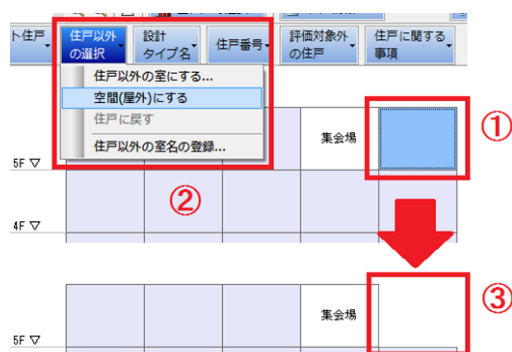 ト住戸
住戸以外
の選択
設計
タイプ名
住戸番号
評価対象外
の住戸
住戸に関する
事項
住戸以外の室にする...
空間(屋外)にする
住戸に戻す
住戸以外の室名の登録...
集会場
①
5F ▽
②
4F ▽
③
集会場
5F ▽